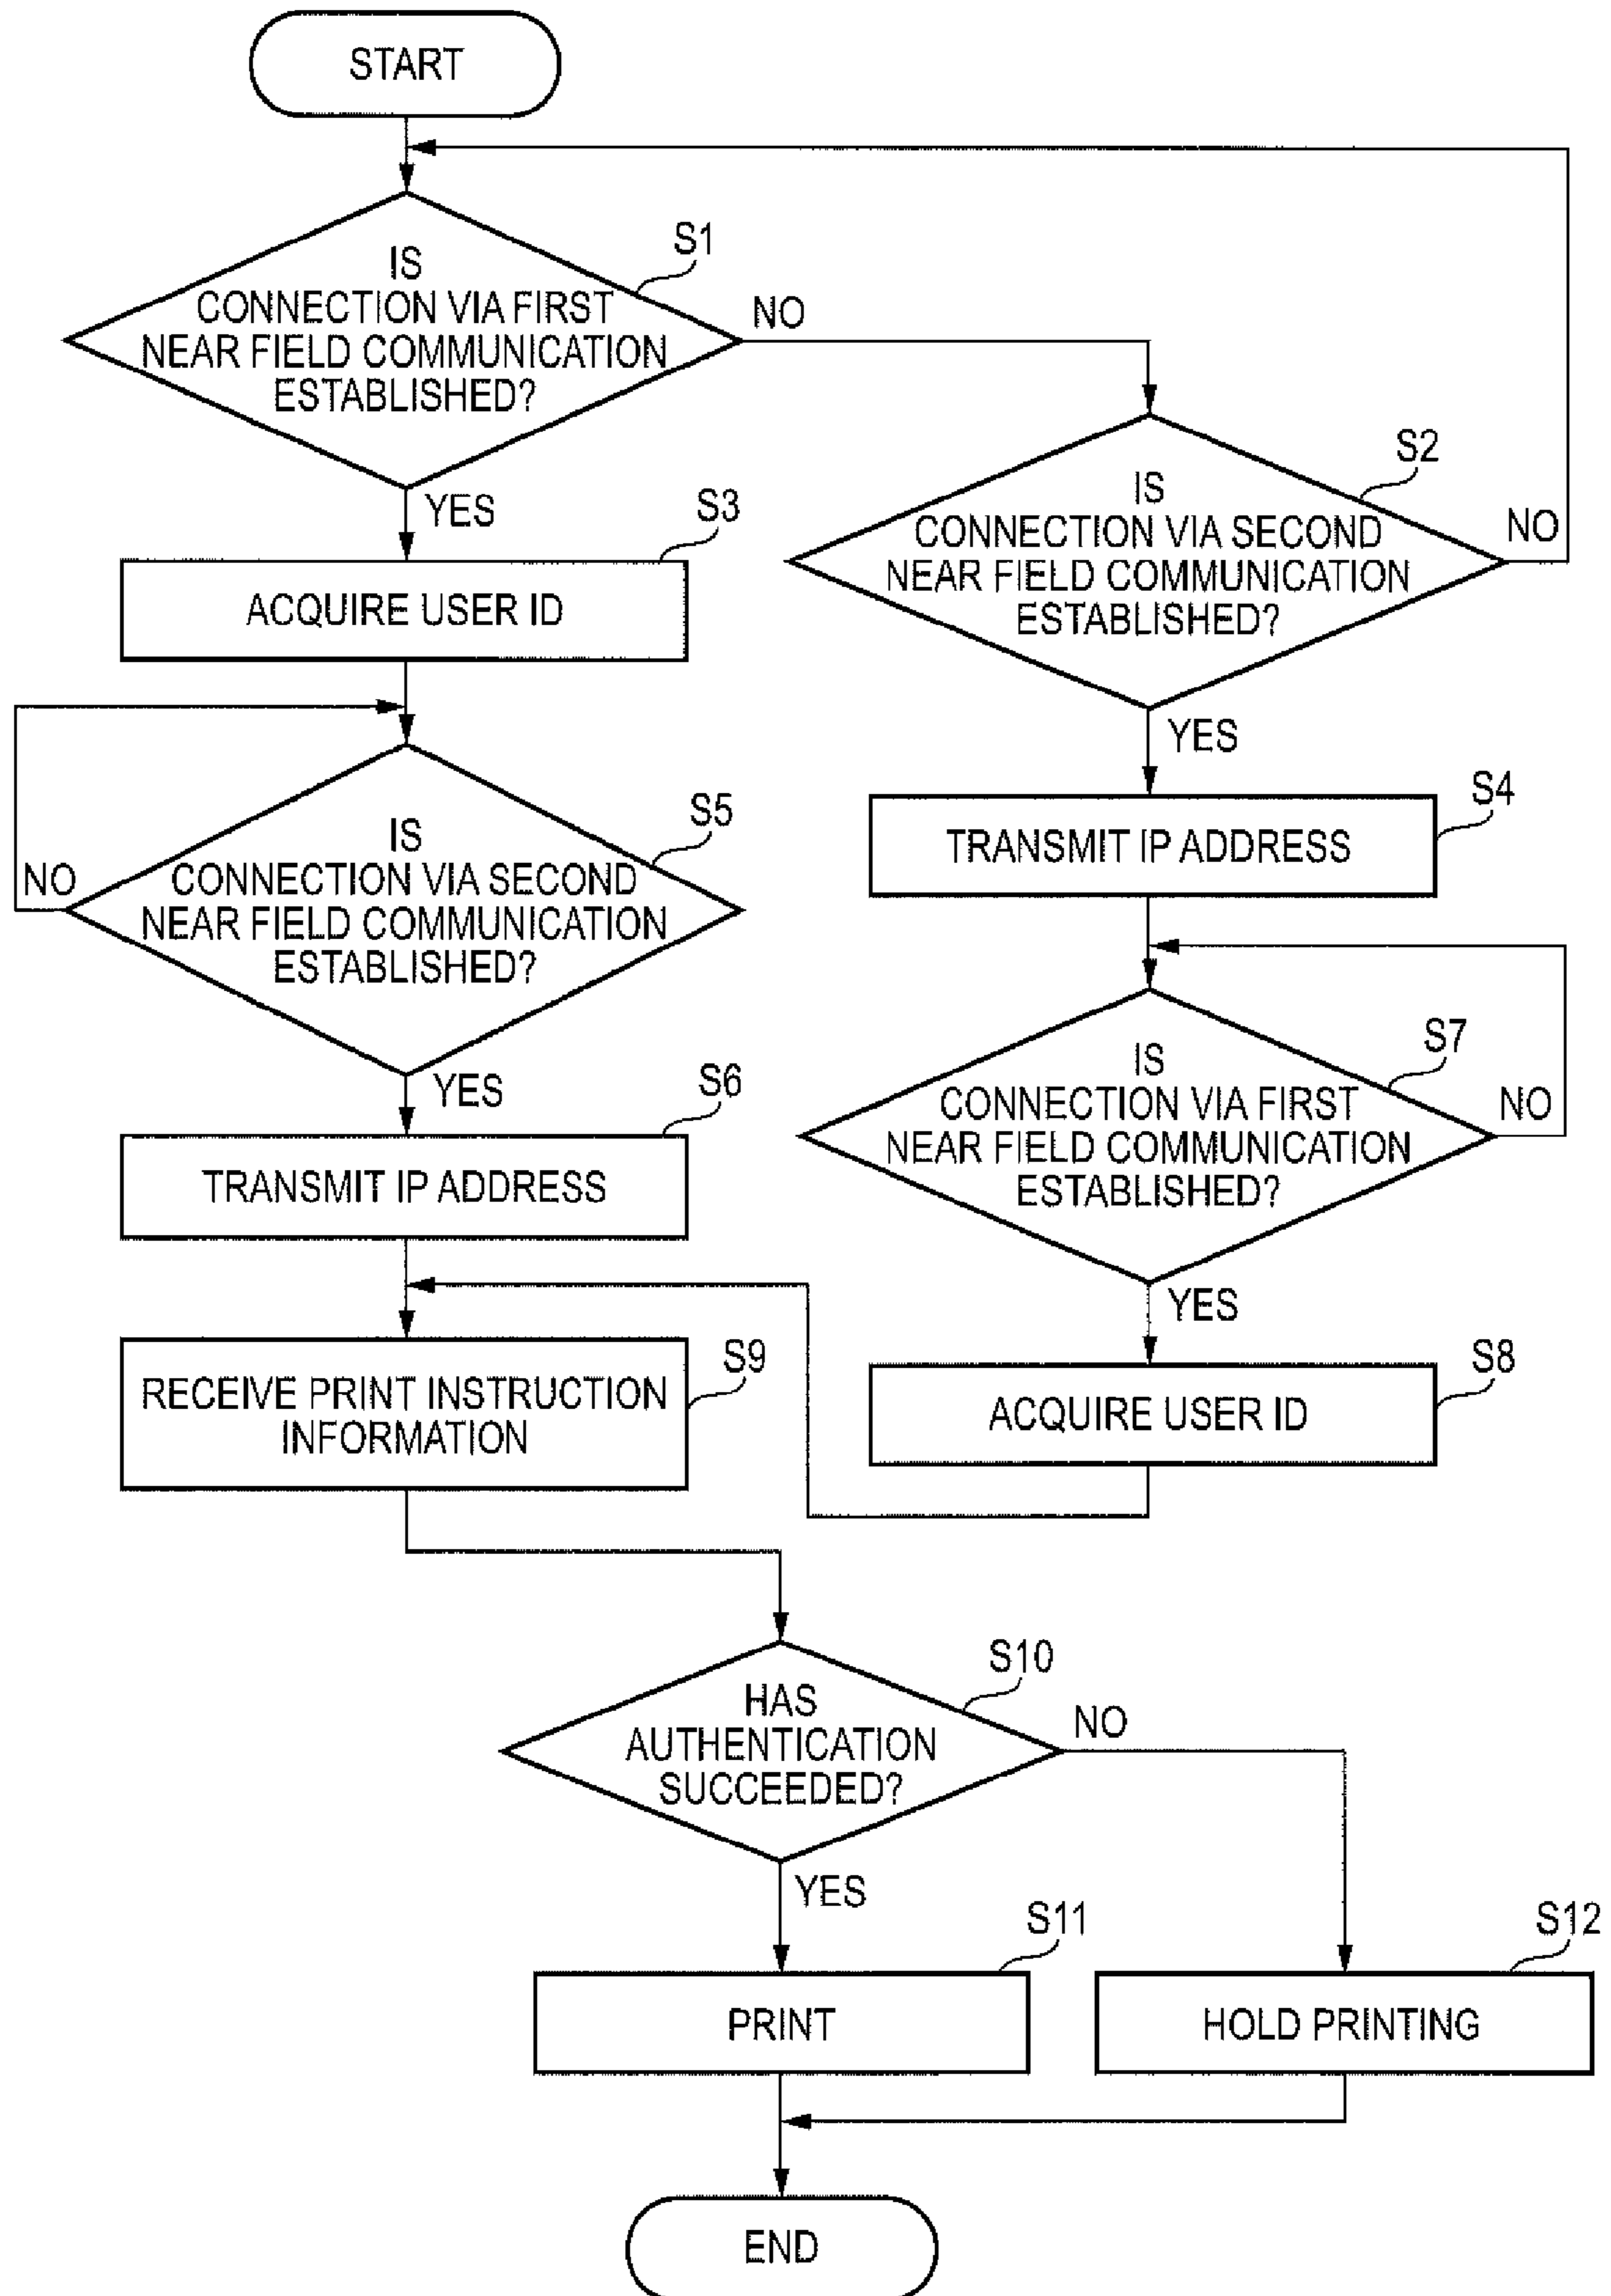 START
S1
IS
CONNECTION VIA FIRST
NEAR FIELD COMMUNICATION
ESTABLISHED?
NO
YES
S2
IS
CONNECTION VIA SECOND
NEAR FIELD COMMUNICATION
ESTABLISHED?
NO
YES
S3
ACQUIRE USER ID
S4
TRANSMIT IP ADDRESS
S5
IS
CONNECTION VIA SECOND
NEAR FIELD COMMUNICATION
ESTABLISHED?
NO
YES
S6
TRANSMIT IP ADDRESS
S7
IS
CONNECTION VIA FIRST
NEAR FIELD COMMUNICATION
ESTABLISHED?
NO
YES
S8
ACQUIRE USER ID
S9
RECEIVE PRINT INSTRUCTION
INFORMATION
S10
HAS
AUTHENTICATION
SUCCEEDED?
NO
YES
S11
PRINT
S12
HOLD PRINTING
END